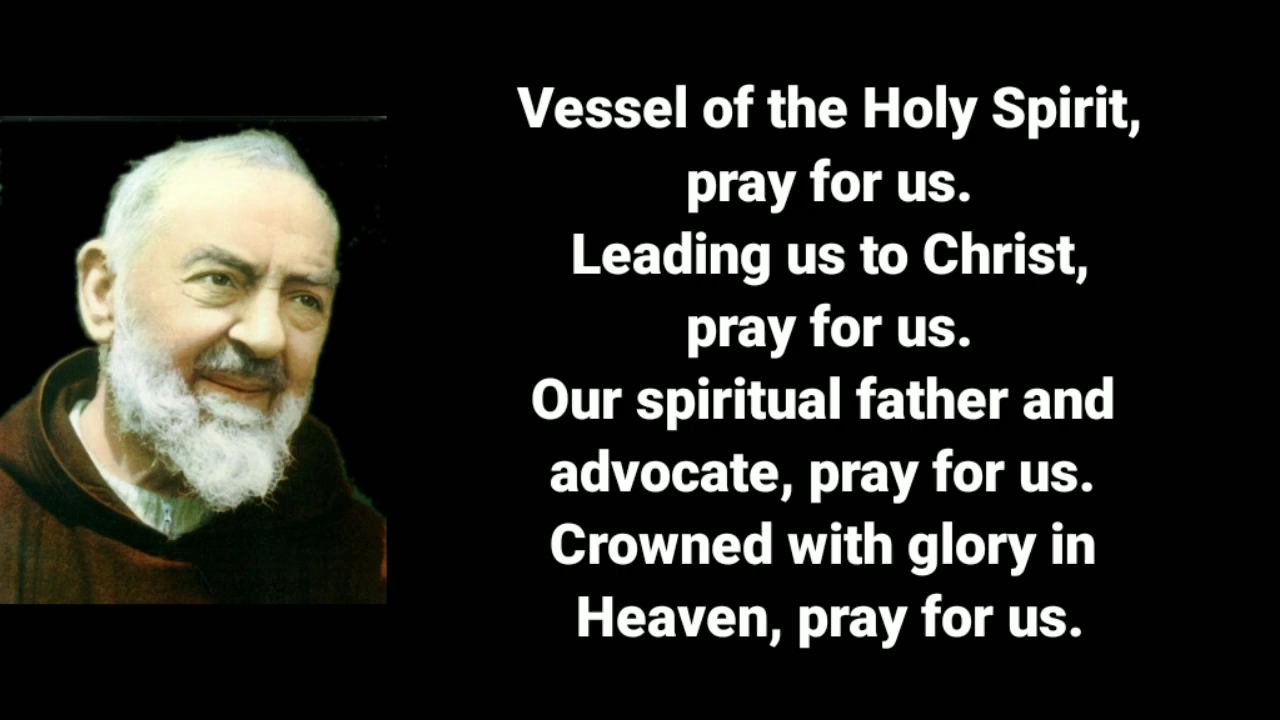 Vessel of the Holy Spirit,
pray for us.
Leading us to Christ,
pray for us.
Our spiritual father and
advocate, pray for us.
Crowned with glory in
Heaven, pray for us.